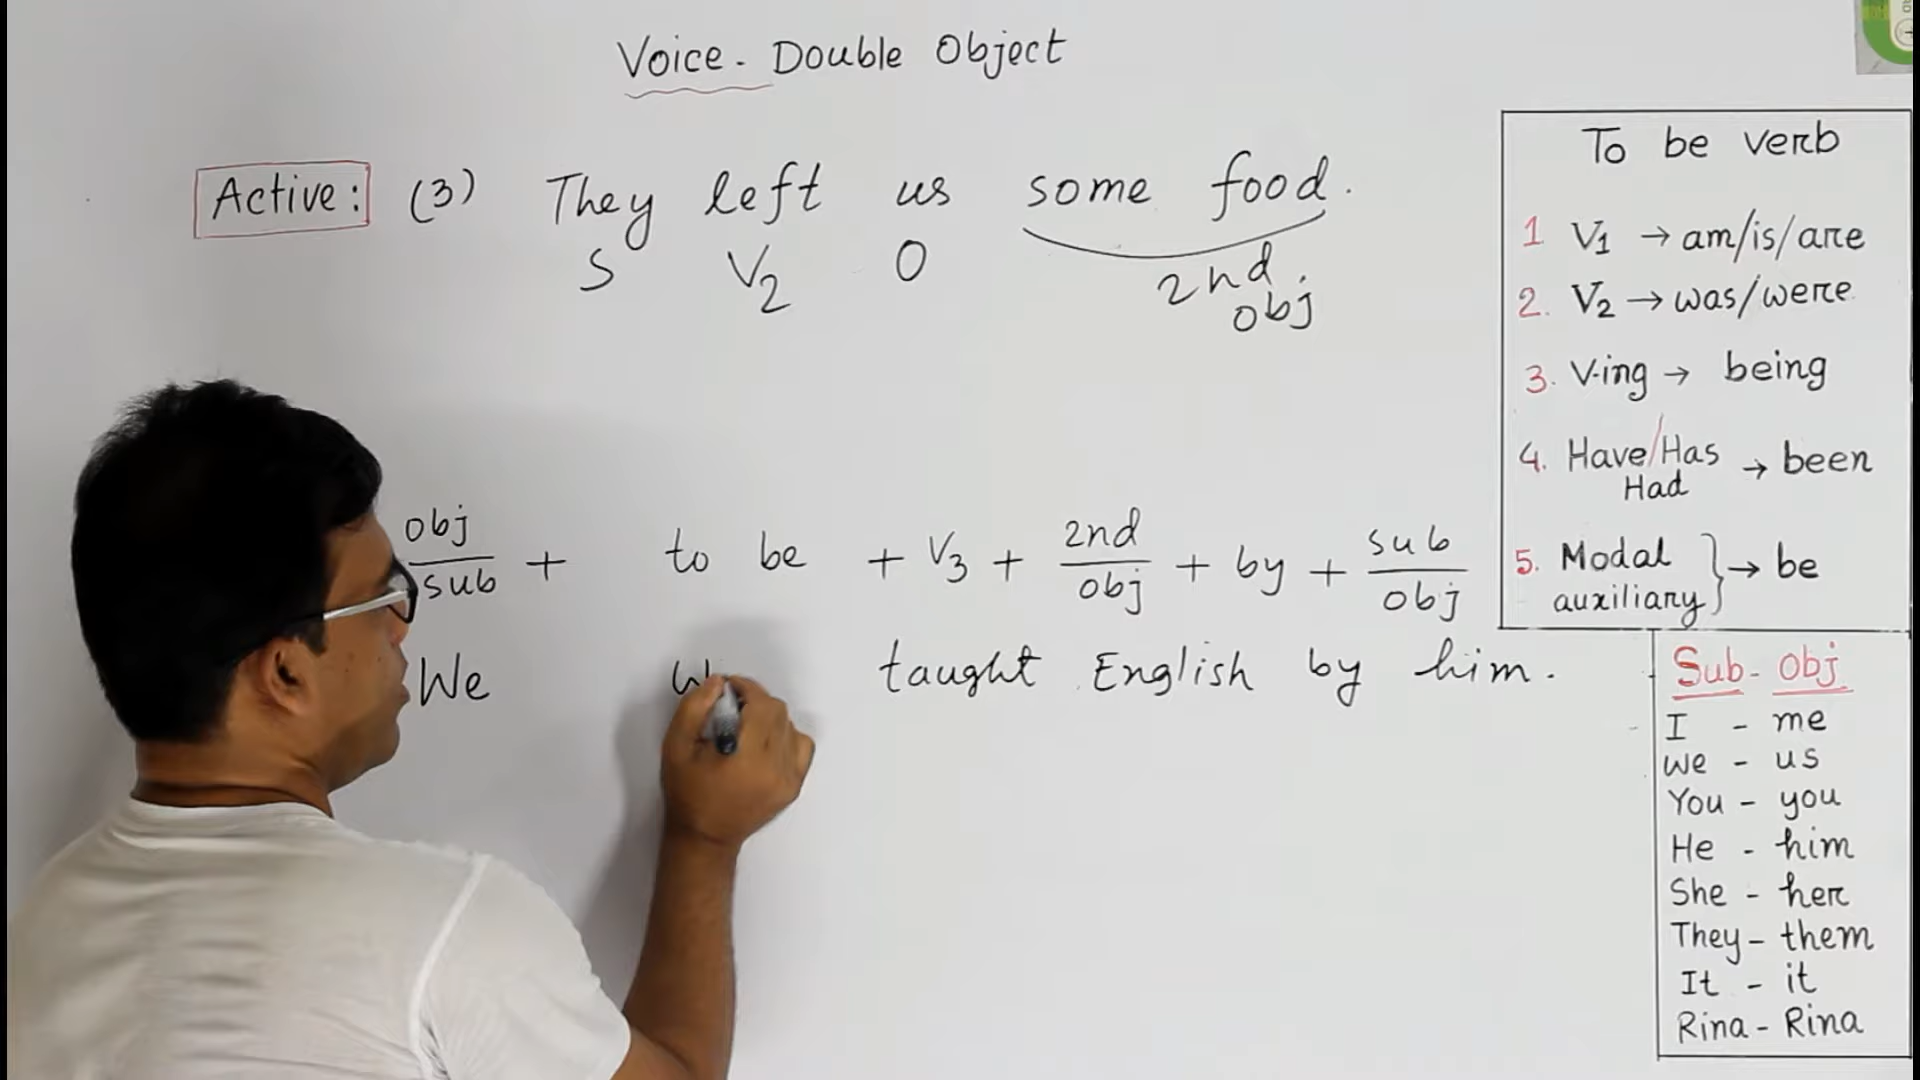 Voice - Double Object
Active: (3) They left us some food.
S V2 O 2nd obj
obj/sub + to be + V3 + 2nd/obj + by + sub/obj
We taught English by him.
To be verb
1 V1 → am/is/are
2. V2 → was/were
3. V-ing → being
4. Have/Has Had → been
5. Modal auxiliary} → be
Sub - Obj
I - me
we - us
You - you
He - him
She - her
They - them
It - it
Rina - Rina